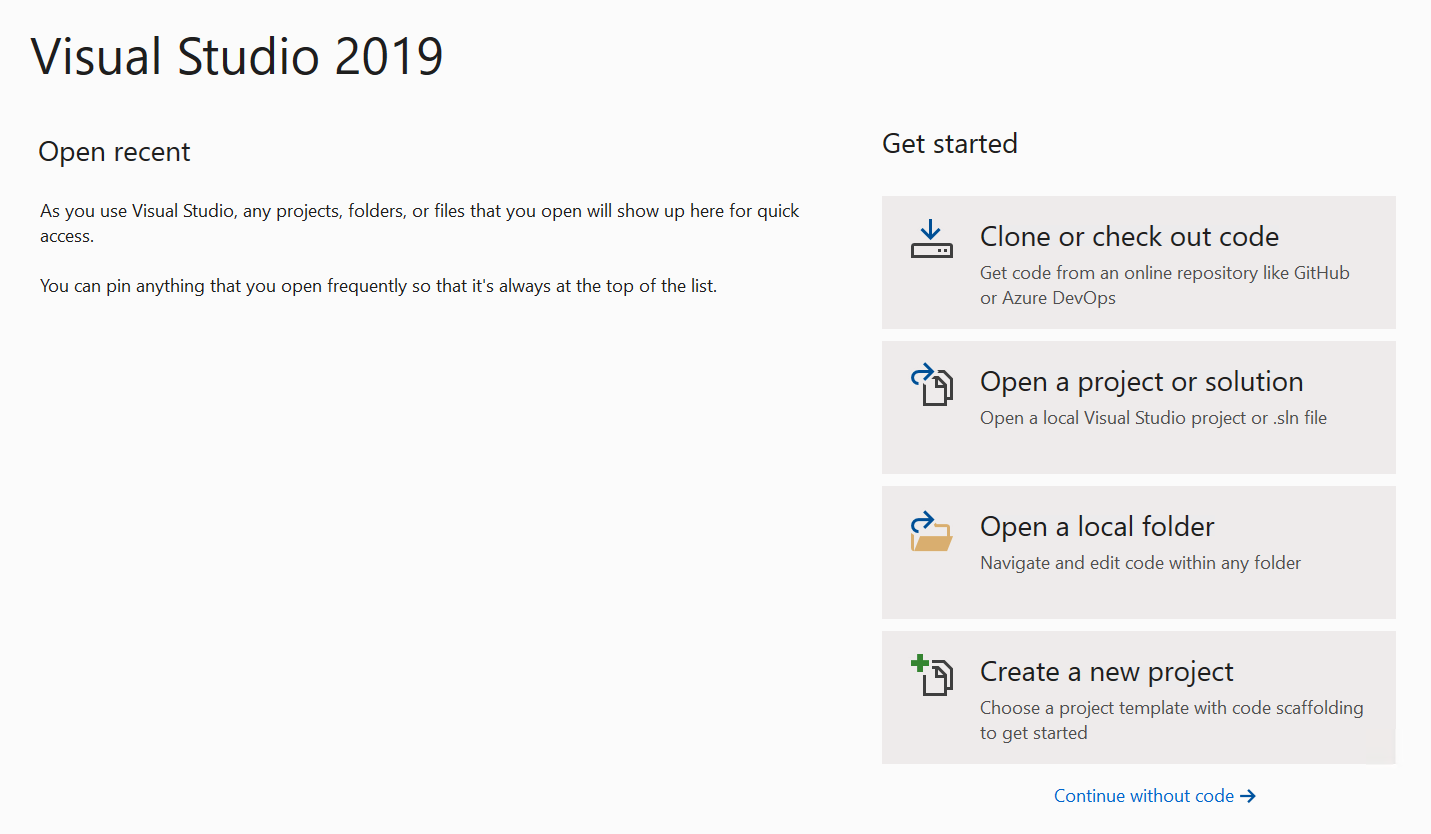 Visual Studio 2019
Open recent
As you use Visual Studio, any projects, folders, or files that you open will show up here for quick
access.
You can pin anything that you open frequently so that it's always at the top of the list.
Get started
Clone or check out code
Get code from an online repository like GitHub
or Azure DevOps
Open a project or solution
Open a local Visual Studio project or .sln file
Open a local folder
Navigate and edit code within any folder
Create a new project
Choose a project template with code scaffolding
to get started
Continue without code →